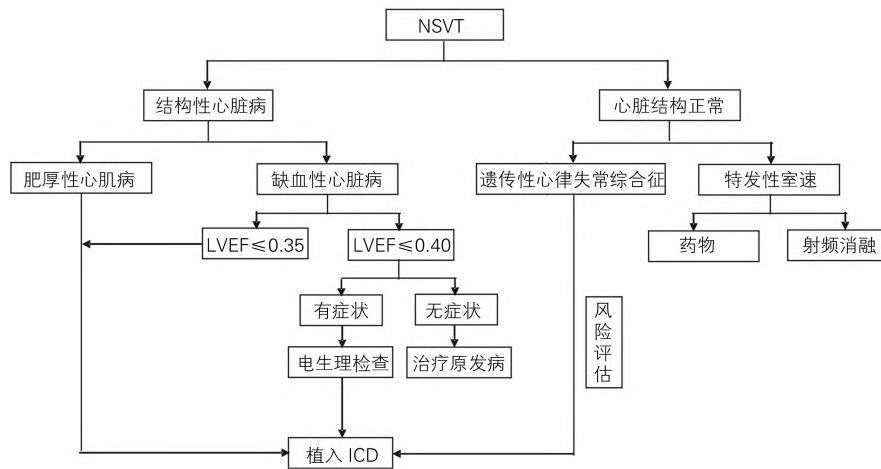 NSVT
结构性心脏病
心脏结构正常
肥厚性心肌病
缺血性心脏病
遗传性心律失常综合征
特发性室速
LVEF≤0.35
LVEF≤0.40
药物
射频消融
有症状
无症状
风险评估
电生理检查
治疗原发病
植入 ICD